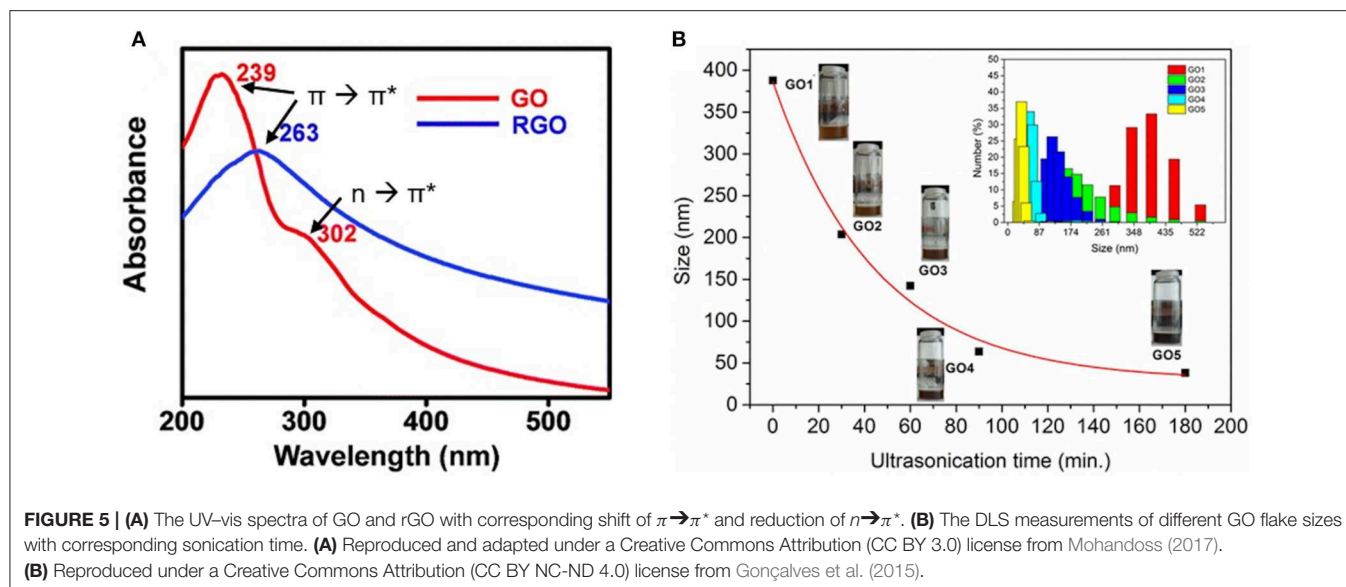 A
239
π → π*
263
n → π*
302
GO
RGO
Absorbance
200
300
400
500
Wavelength (nm)
B
400
350
300
250
200
150
100
50
0
Size (nm)
0 20 40 60 80 100 120 140 160 180 200
Ultrasonication time (min.)
GO1
GO2
GO3
GO4
GO5
50
45
40
35
30
25
20
15
10
5
0
Number (%)
GO1
GO2
GO3
GO4
GO5
0 87 174 261 348 435 522
Size (nm)
FIGURE 5 | (A) The UV–vis spectra of GO and rGO with corresponding shift of π➔π* and reduction of n➔π*. (B) The DLS measurements of different GO flake sizes
with corresponding sonication time. (A) Reproduced and adapted under a Creative Commons Attribution (CC BY 3.0) license from Mohandoss (2017).
(B) Reproduced under a Creative Commons Attribution (CC BY NC-ND 4.0) license from Gonçalves et al. (2015).